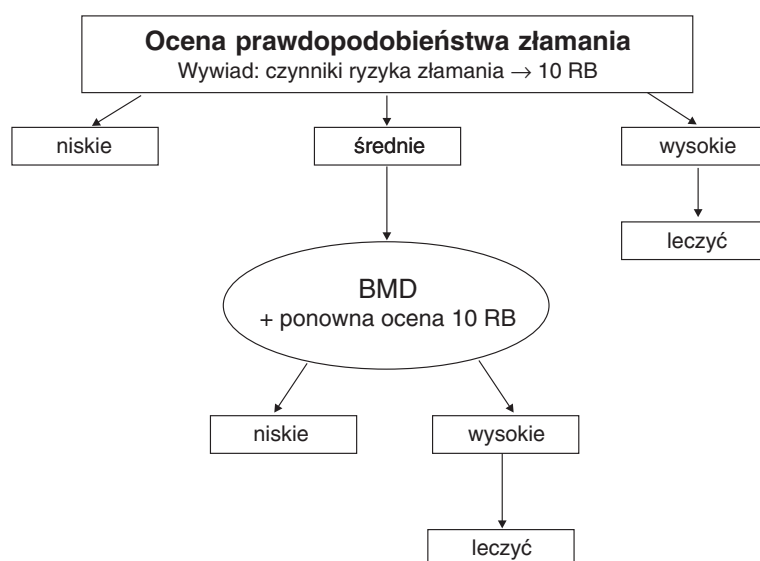 Ocena prawdopodobieństwa złamania
Wywiad: czynniki ryzyka złamania → 10 RB
niskie
średnie
wysokie
leczyć
BMD
+ ponowna ocena 10 RB
niskie
wysokie
leczyć